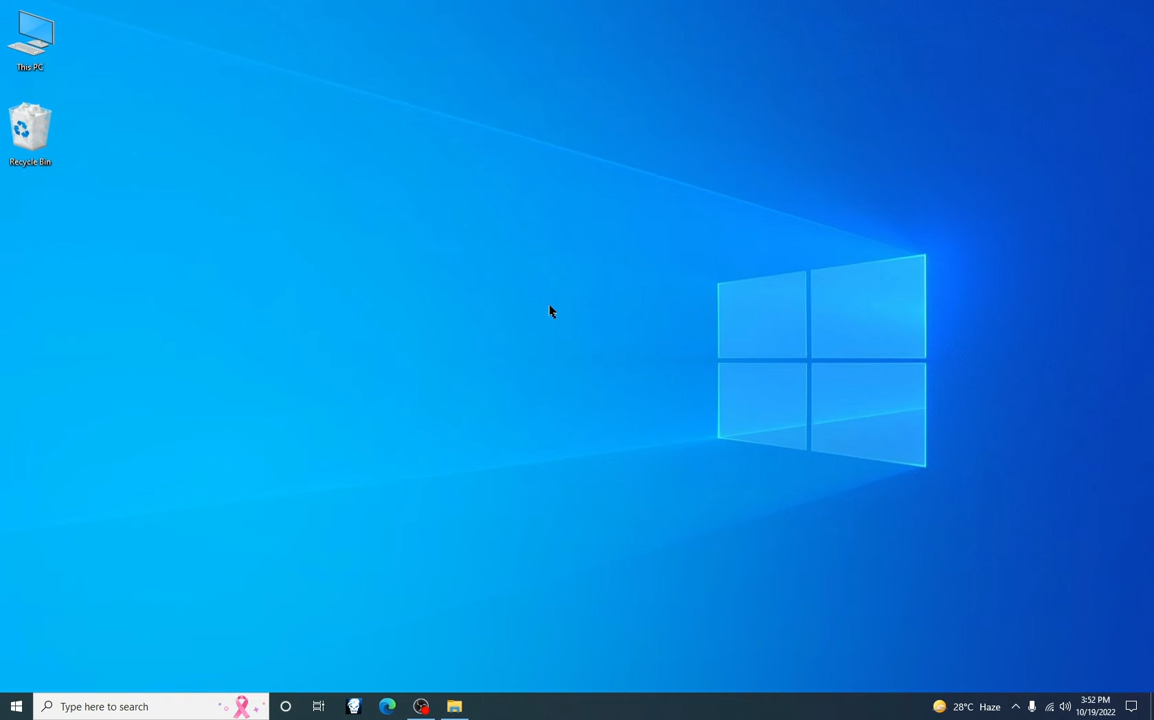 This PC
Recycle Bin
Type here to search
28°C Haze
3:52 PM
10/19/2022